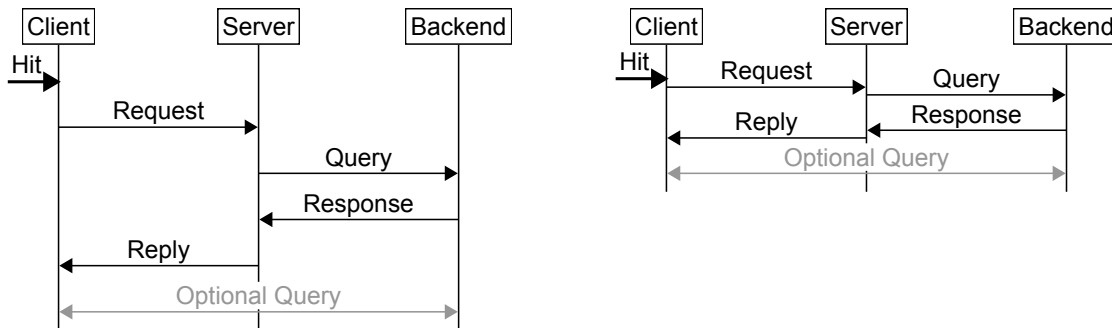 Client Server Backend
Hit
Request
Query
Response
Reply
Optional Query
Client Server Backend
Hit
Request
Query
Response
Reply
Optional Query